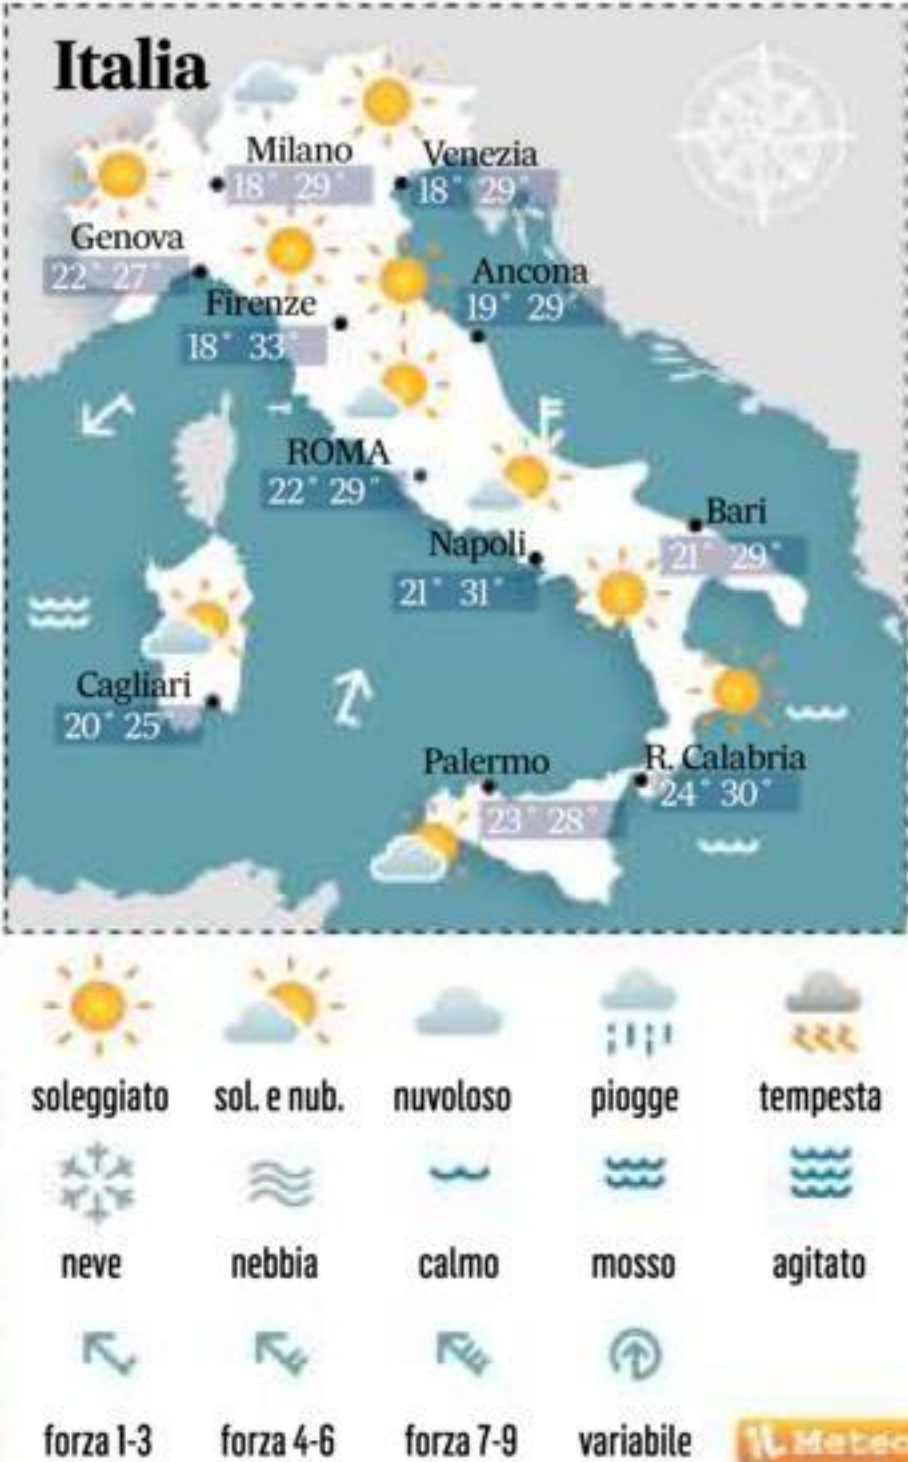 Italia
Milano
18° 29°
Venezia
18° 29°
Genova
22° 27°
Ancona
19° 29°
Firenze
18° 33°
ROMA
22° 29°
Bari
21° 29°
Napoli
21° 31°
Cagliari
20° 25°
Palermo
23° 28°
R. Calabria
24° 30°
soleggiato sol. e nub. nuvoloso piogge tempesta
neve nebbia calmo mosso agitato
forza 1-3 forza 4-6 forza 7-9 variabile